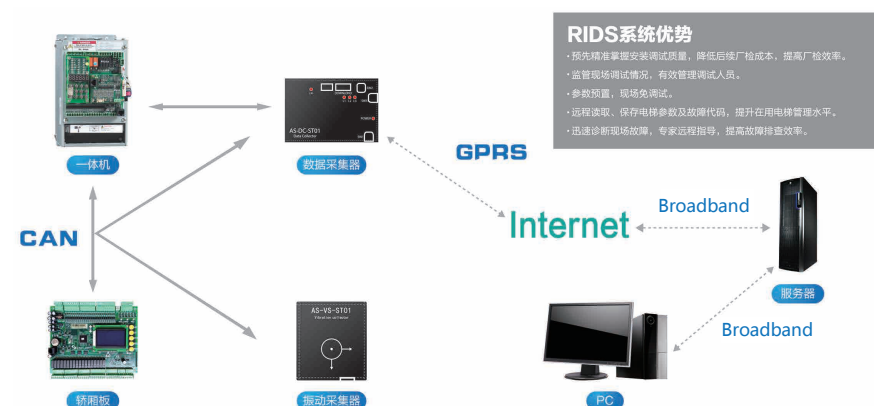 RIDS系统优势
·预先精准掌握安装调试质量，降低后续厂检成本，提高厂检效率。
·监管现场调试情况，有效管理调试人员。
·参数预置，现场免调试。
·远程读取、保存电梯参数及故障代码，提升在用电梯管理水平。
·迅速诊断现场故障，专家远程指导，提高故障排查效率。
AS-DC-ST01
Data Collector
POWER
一体机
数据采集器
GPRS
Internet
Broadband
CAN
服务器
AS-VS-ST01
Broadband
轿厢板
振动采集器
PC